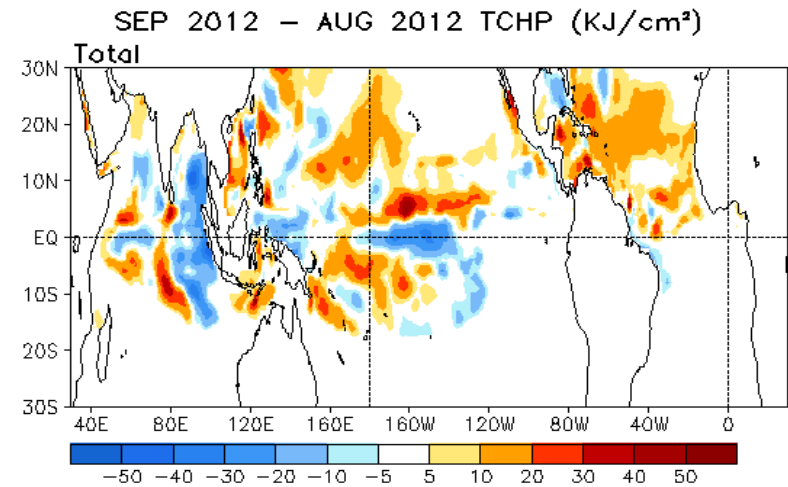 SEP 2012 – AUG 2012 TCHP (KJ/cm²)
Total
30N
20N
10N
EQ
10S
20S
30S
40E 80E 120E 160E 160W 120W 80W 40W 0
−50 −40 −30 −20 −10 −5 5 10 20 30 40 50